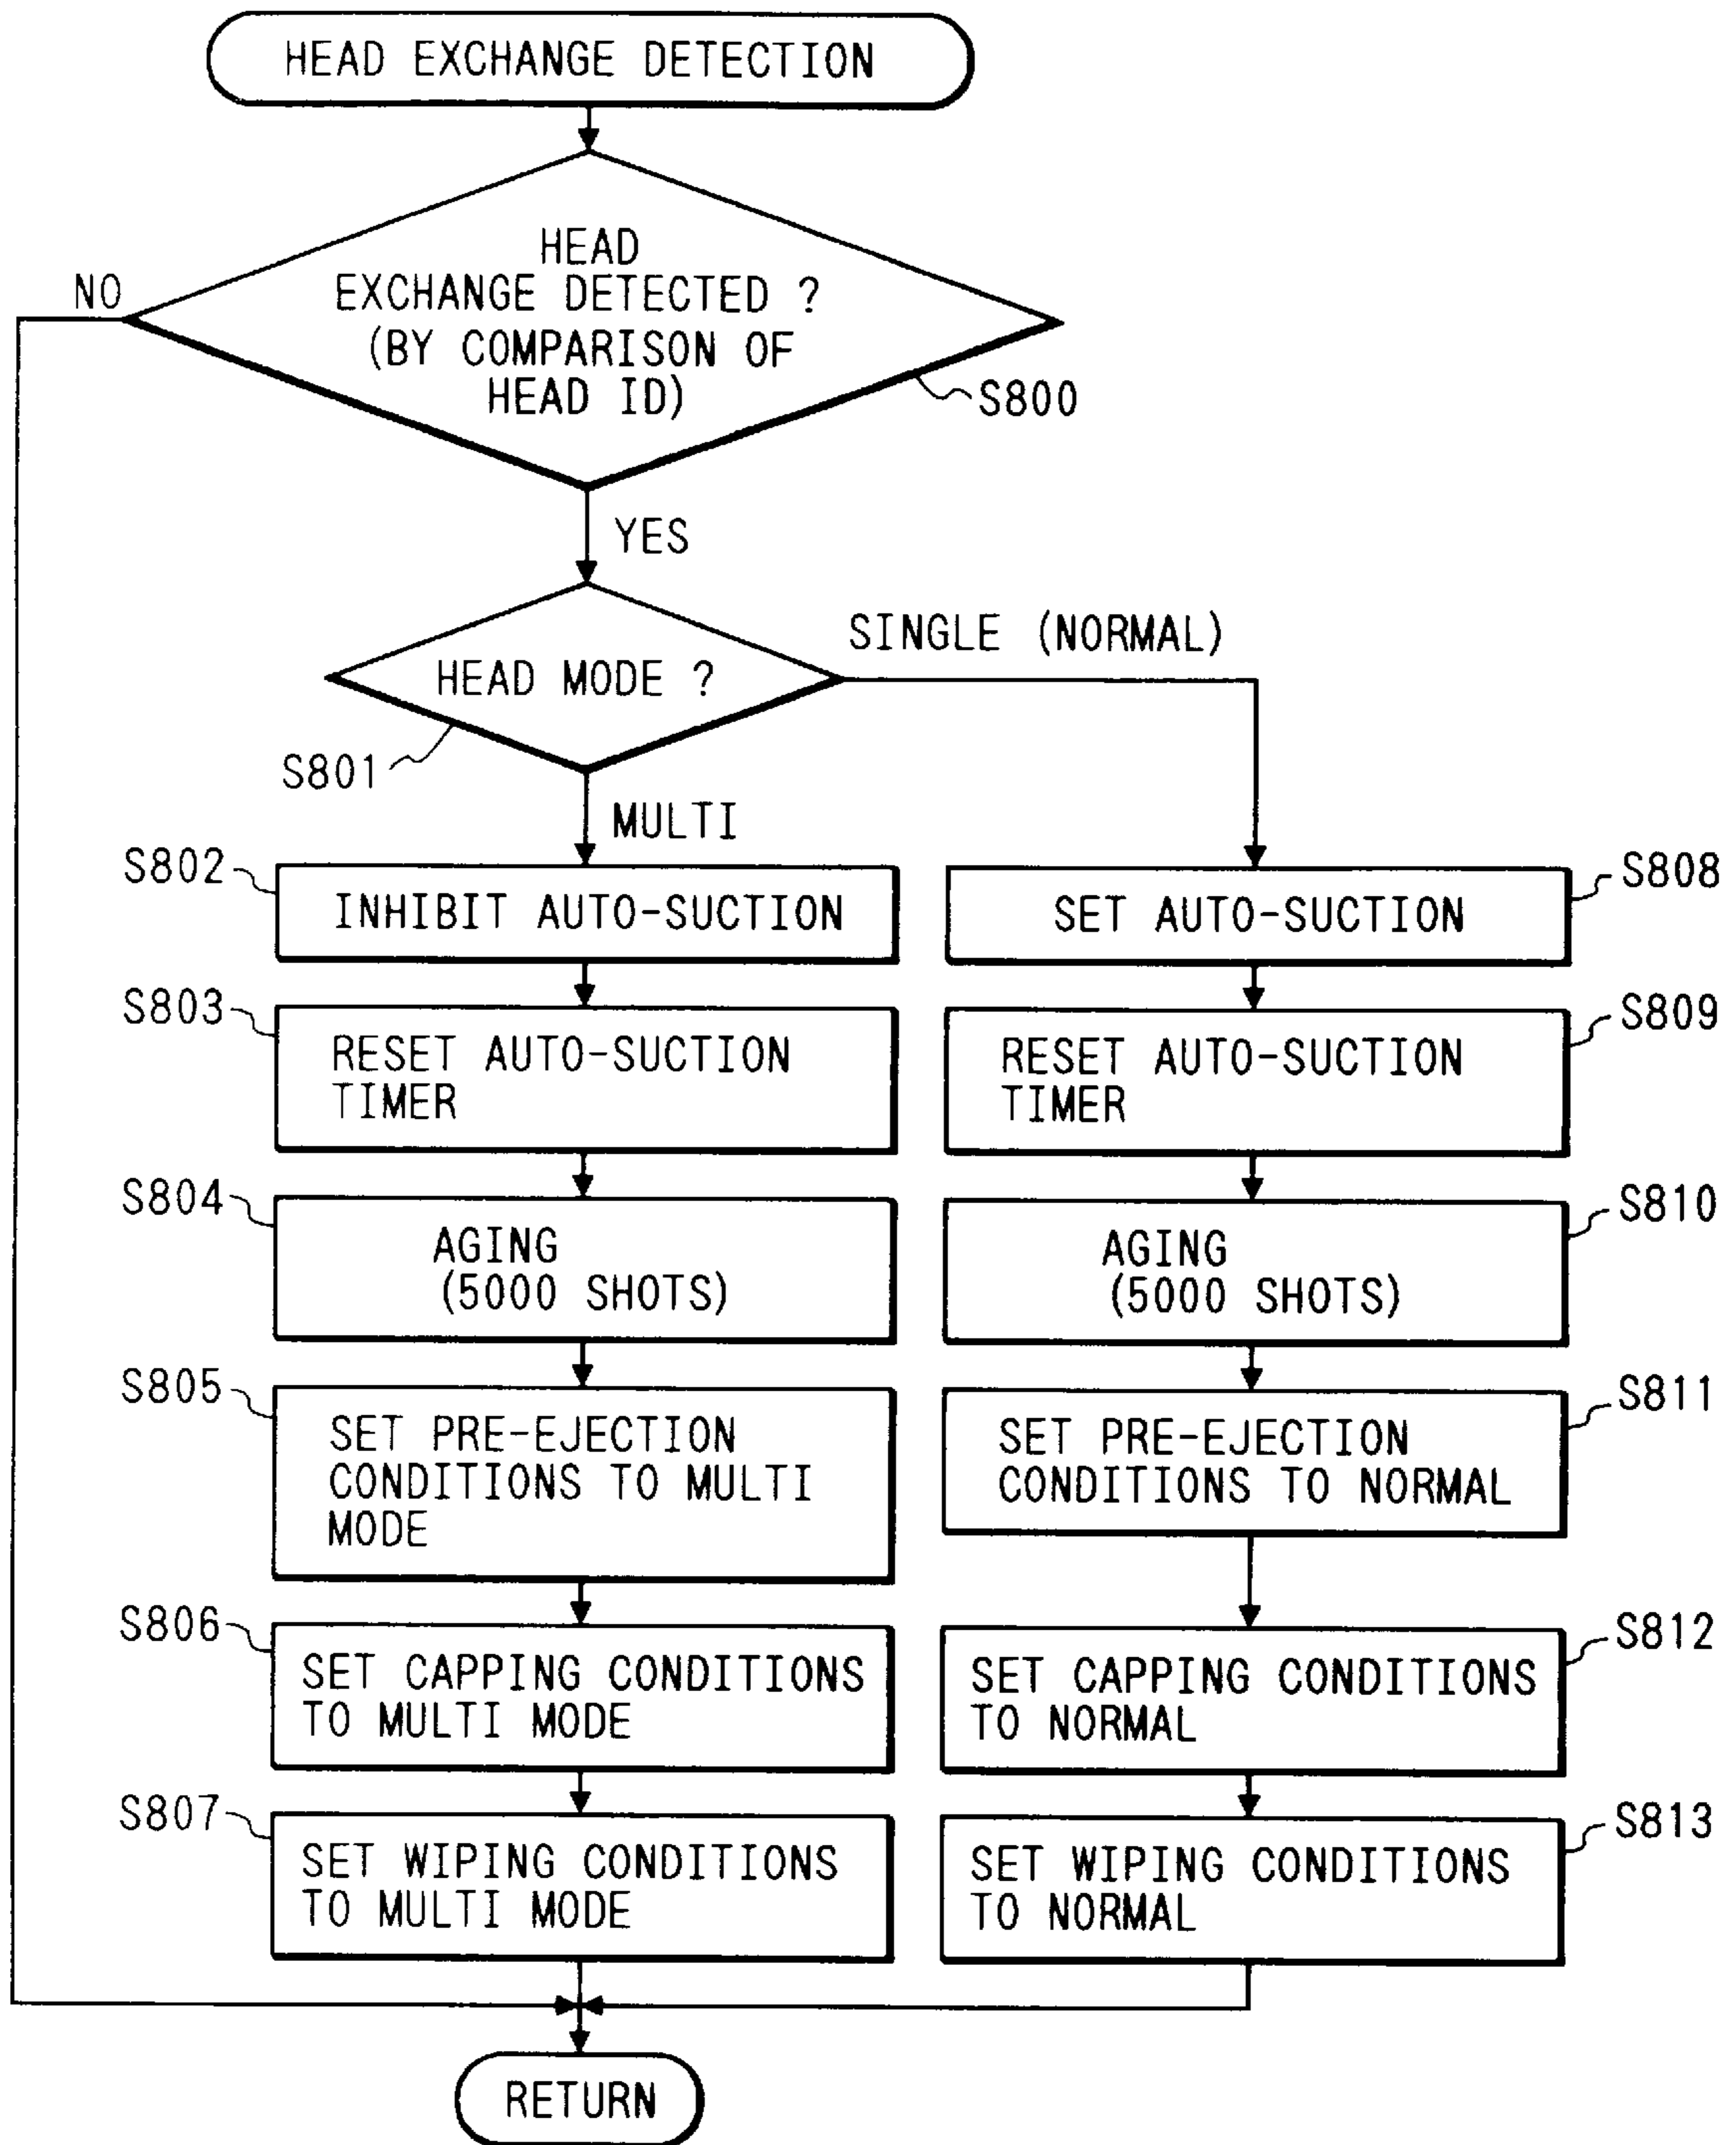 HEAD EXCHANGE DETECTION
HEAD
EXCHANGE DETECTED ?
(BY COMPARISON OF
HEAD ID)
NO
S800
YES
HEAD MODE ?
SINGLE (NORMAL)
S801
MULTI
S802
INHIBIT AUTO-SUCTION
S803
RESET AUTO-SUCTION
TIMER
S804
AGING
(5000 SHOTS)
S805
SET PRE-EJECTION
CONDITIONS TO MULTI
MODE
S806
SET CAPPING CONDITIONS
TO MULTI MODE
S807
SET WIPING CONDITIONS
TO MULTI MODE
S808
SET AUTO-SUCTION
S809
RESET AUTO-SUCTION
TIMER
S810
AGING
(5000 SHOTS)
S811
SET PRE-EJECTION
CONDITIONS TO NORMAL
S812
SET CAPPING CONDITIONS
TO NORMAL
S813
SET WIPING CONDITIONS
TO NORMAL
RETURN